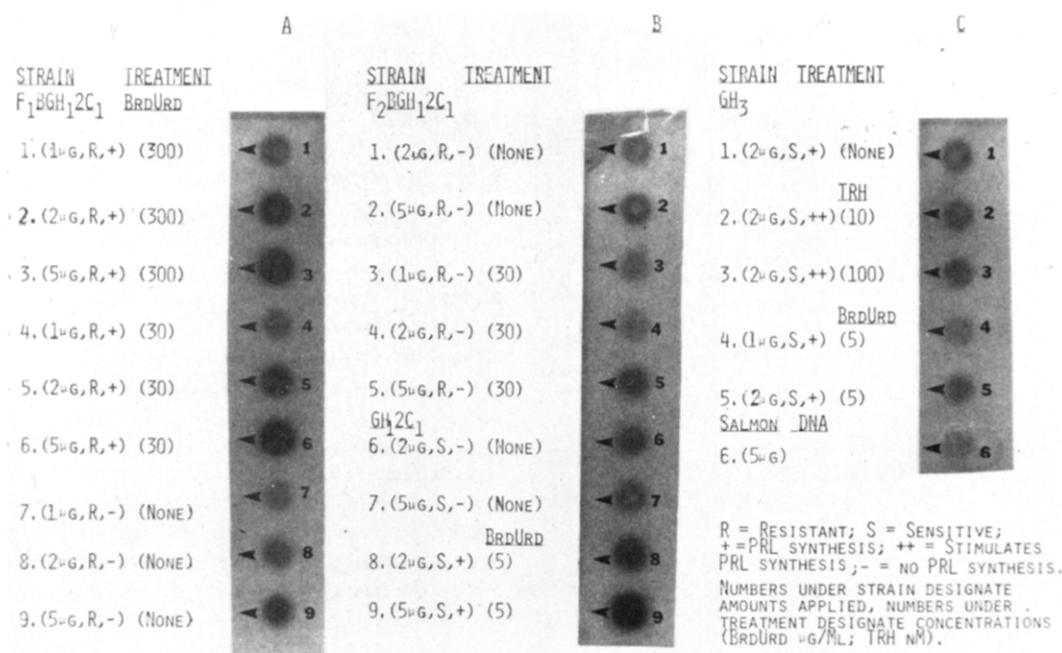 A
STRAIN TREATMENT
F1BGH12C1 BRDURD
1.(1μG,R,+) (300)
2.(2μG,R,+) (300)
3.(5μG,R,+) (300)
4.(1μG,R,+) (30)
5.(2μG,R,+) (30)
6.(5μG,R,+) (30)
7.(1μG,R,-) (NONE)
8.(2μG,R,-) (NONE)
9.(5μG,R,-) (NONE)
1
2
3
4
5
6
7
8
9
B
STRAIN TREATMENT
F2BGH12C1
1.(2μG,R,-) (NONE)
2.(5μG,R,-) (NONE)
3.(1μG,R,-) (30)
4.(2μG,R,-) (30)
5.(5μG,R,-) (30)
GH12C1
6.(2μG,S,-) (NONE)
7.(5μG,S,-) (NONE)
BRDURD
8.(2μG,S,+) (5)
9.(5μG,S,+) (5)
1
2
3
4
5
6
7
8
9
C
STRAIN TREATMENT
GH3
1.(2μG,S,+) (NONE)
TRH
2.(2μG,S,++)(10)
3.(2μG,S,++)(100)
BRDURD
4.(1μG,S,+) (5)
5.(2μG,S,+) (5)
SALMON DNA
6.(5μG)
1
2
3
4
5
6
R = RESISTANT; S = SENSITIVE;
+ =PRL SYNTHESIS; ++ = STIMULATES
PRL SYNTHESIS ;- = NO PRL SYNTHESIS.
NUMBERS UNDER STRAIN DESIGNATE
AMOUNTS APPLIED, NUMBERS UNDER .
TREATMENT DESIGNATE CONCENTRATIONS
(BRDURD μG/ML; TRH NM).